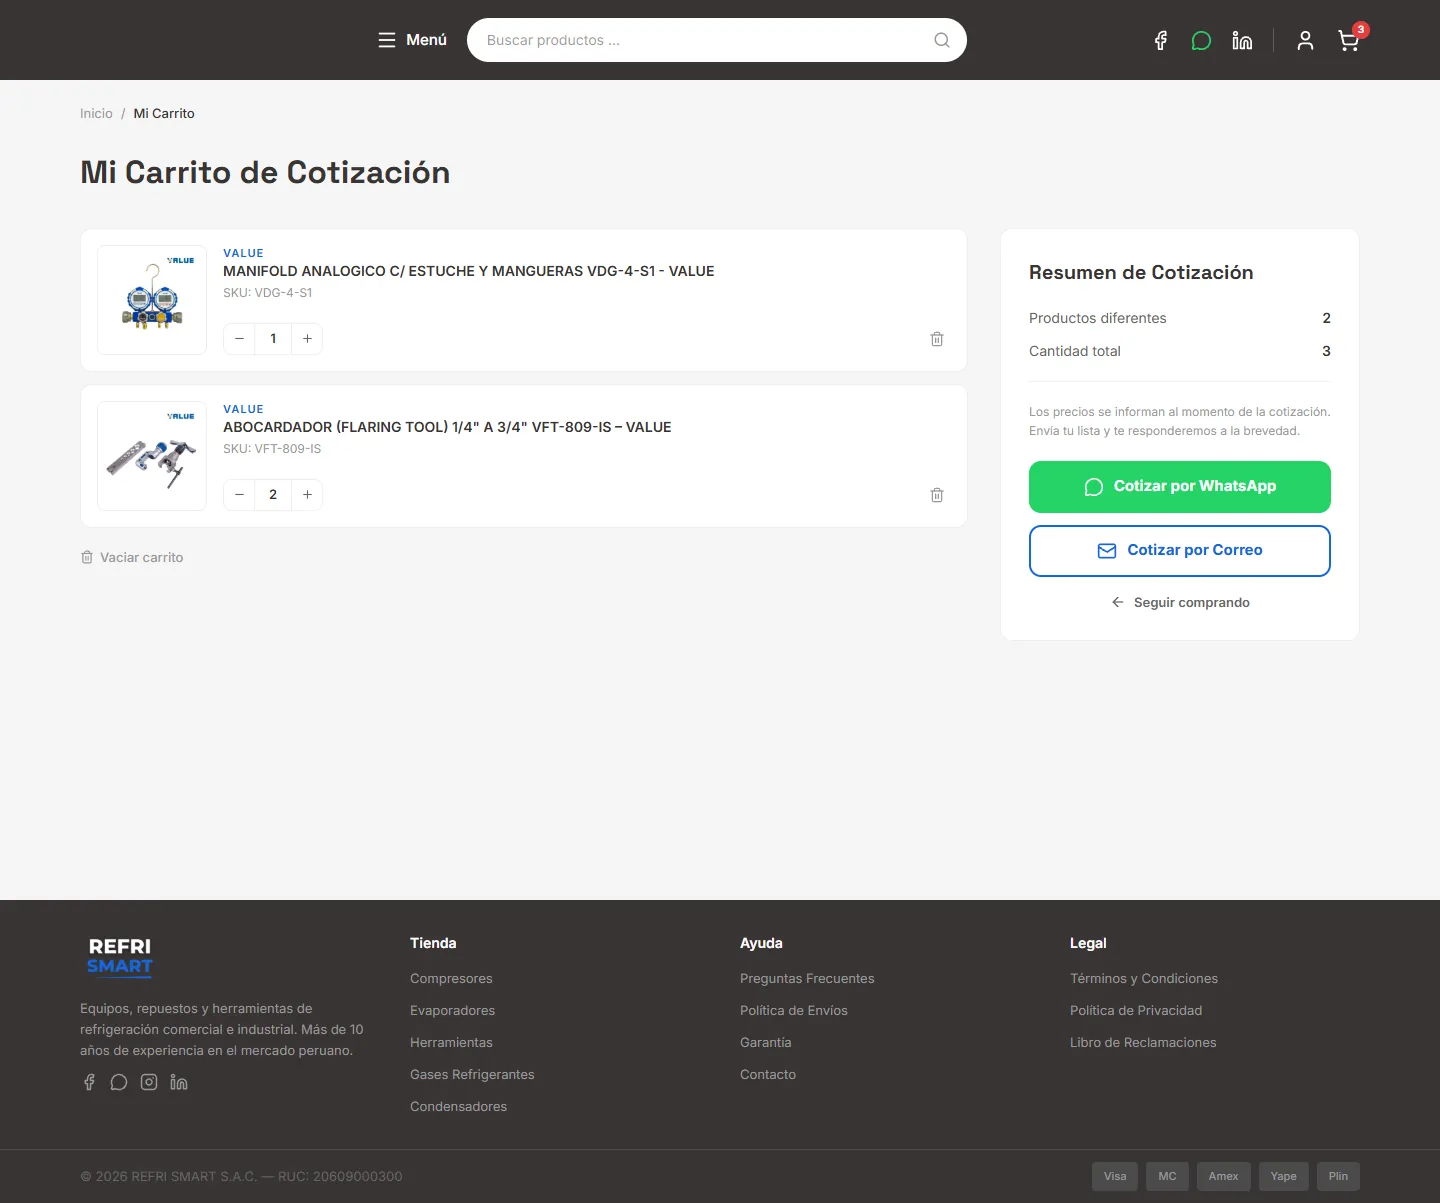 Menú
Buscar productos ...
3
Inicio / Mi Carrito
Mi Carrito de Cotización
VALUE
VALUE
MANIFOLD ANALOGICO C/ ESTUCHE Y MANGUERAS VDG-4-S1 - VALUE
SKU: VDG-4-S1
− 1 +
VALUE
VALUE
ABOCARDADOR (FLARING TOOL) 1/4" A 3/4" VFT-809-IS – VALUE
SKU: VFT-809-IS
− 2 +
Vaciar carrito
Resumen de Cotización
Productos diferentes 2
Cantidad total 3
Los precios se informan al momento de la cotización.
Envía tu lista y te responderemos a la brevedad.
Cotizar por WhatsApp
Cotizar por Correo
← Seguir comprando
REFRI
SMART
Equipos, repuestos y herramientas de
refrigeración comercial e industrial. Más de 10
años de experiencia en el mercado peruano.
Tienda
Compresores
Evaporadores
Herramientas
Gases Refrigerantes
Condensadores
Ayuda
Preguntas Frecuentes
Política de Envíos
Garantía
Contacto
Legal
Términos y Condiciones
Política de Privacidad
Libro de Reclamaciones
© 2026 REFRI SMART S.A.C. — RUC: 20609000300
Visa MC Amex Yape Plin